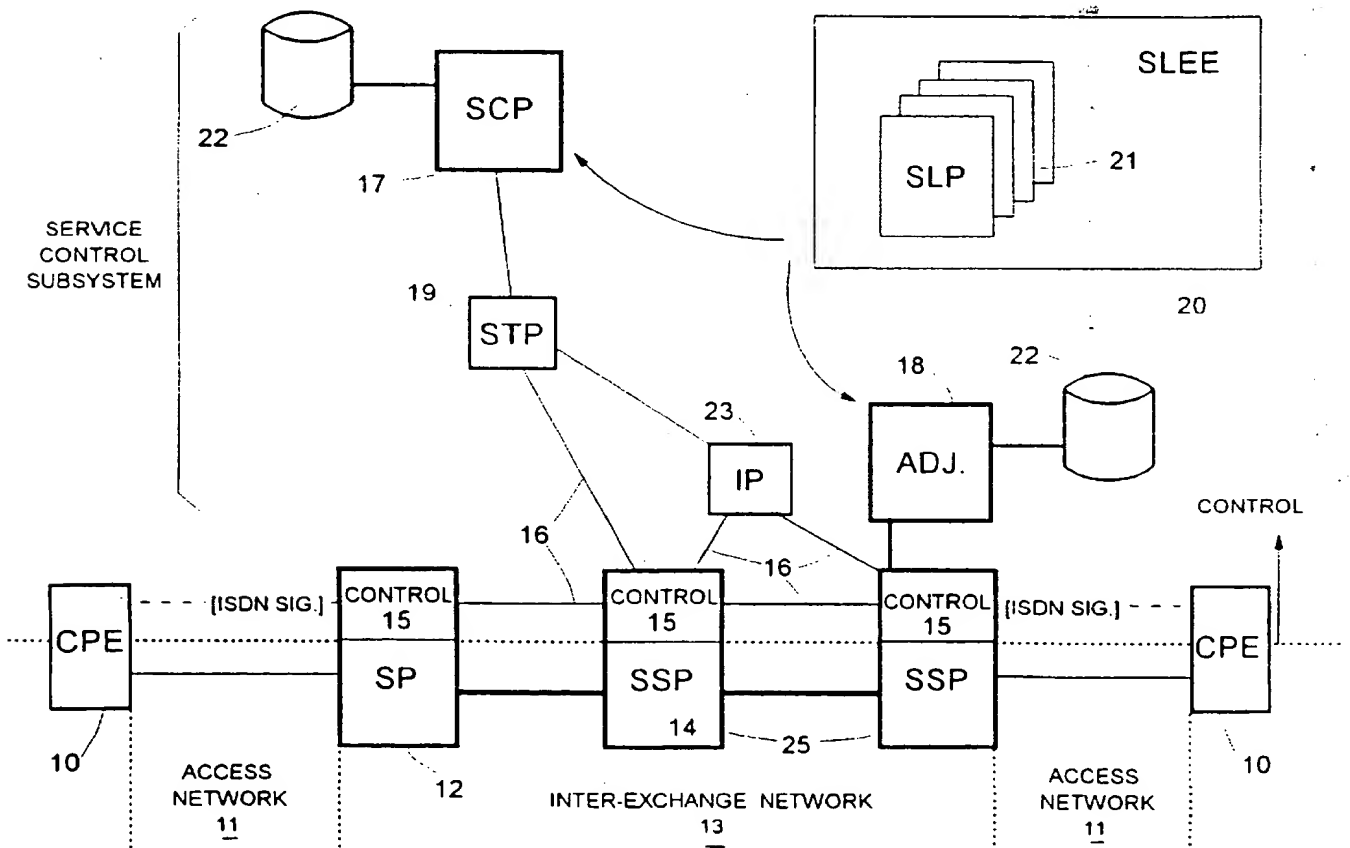 SLEE
SCP
22
SLP
21
17
SERVICE
CONTROL
SUBSYSTEM
19
STP
20
22
18
23
ADJ.
IP
CONTROL
16
16
CPE
[ISDN SIG.]
CONTROL
15
SP
CONTROL
15
SSP
14
CONTROL
15
SSP
[ISDN SIG.]
CPE
25
10
ACCESS
NETWORK
11
12
INTER-EXCHANGE NETWORK
13
ACCESS
NETWORK
11
10